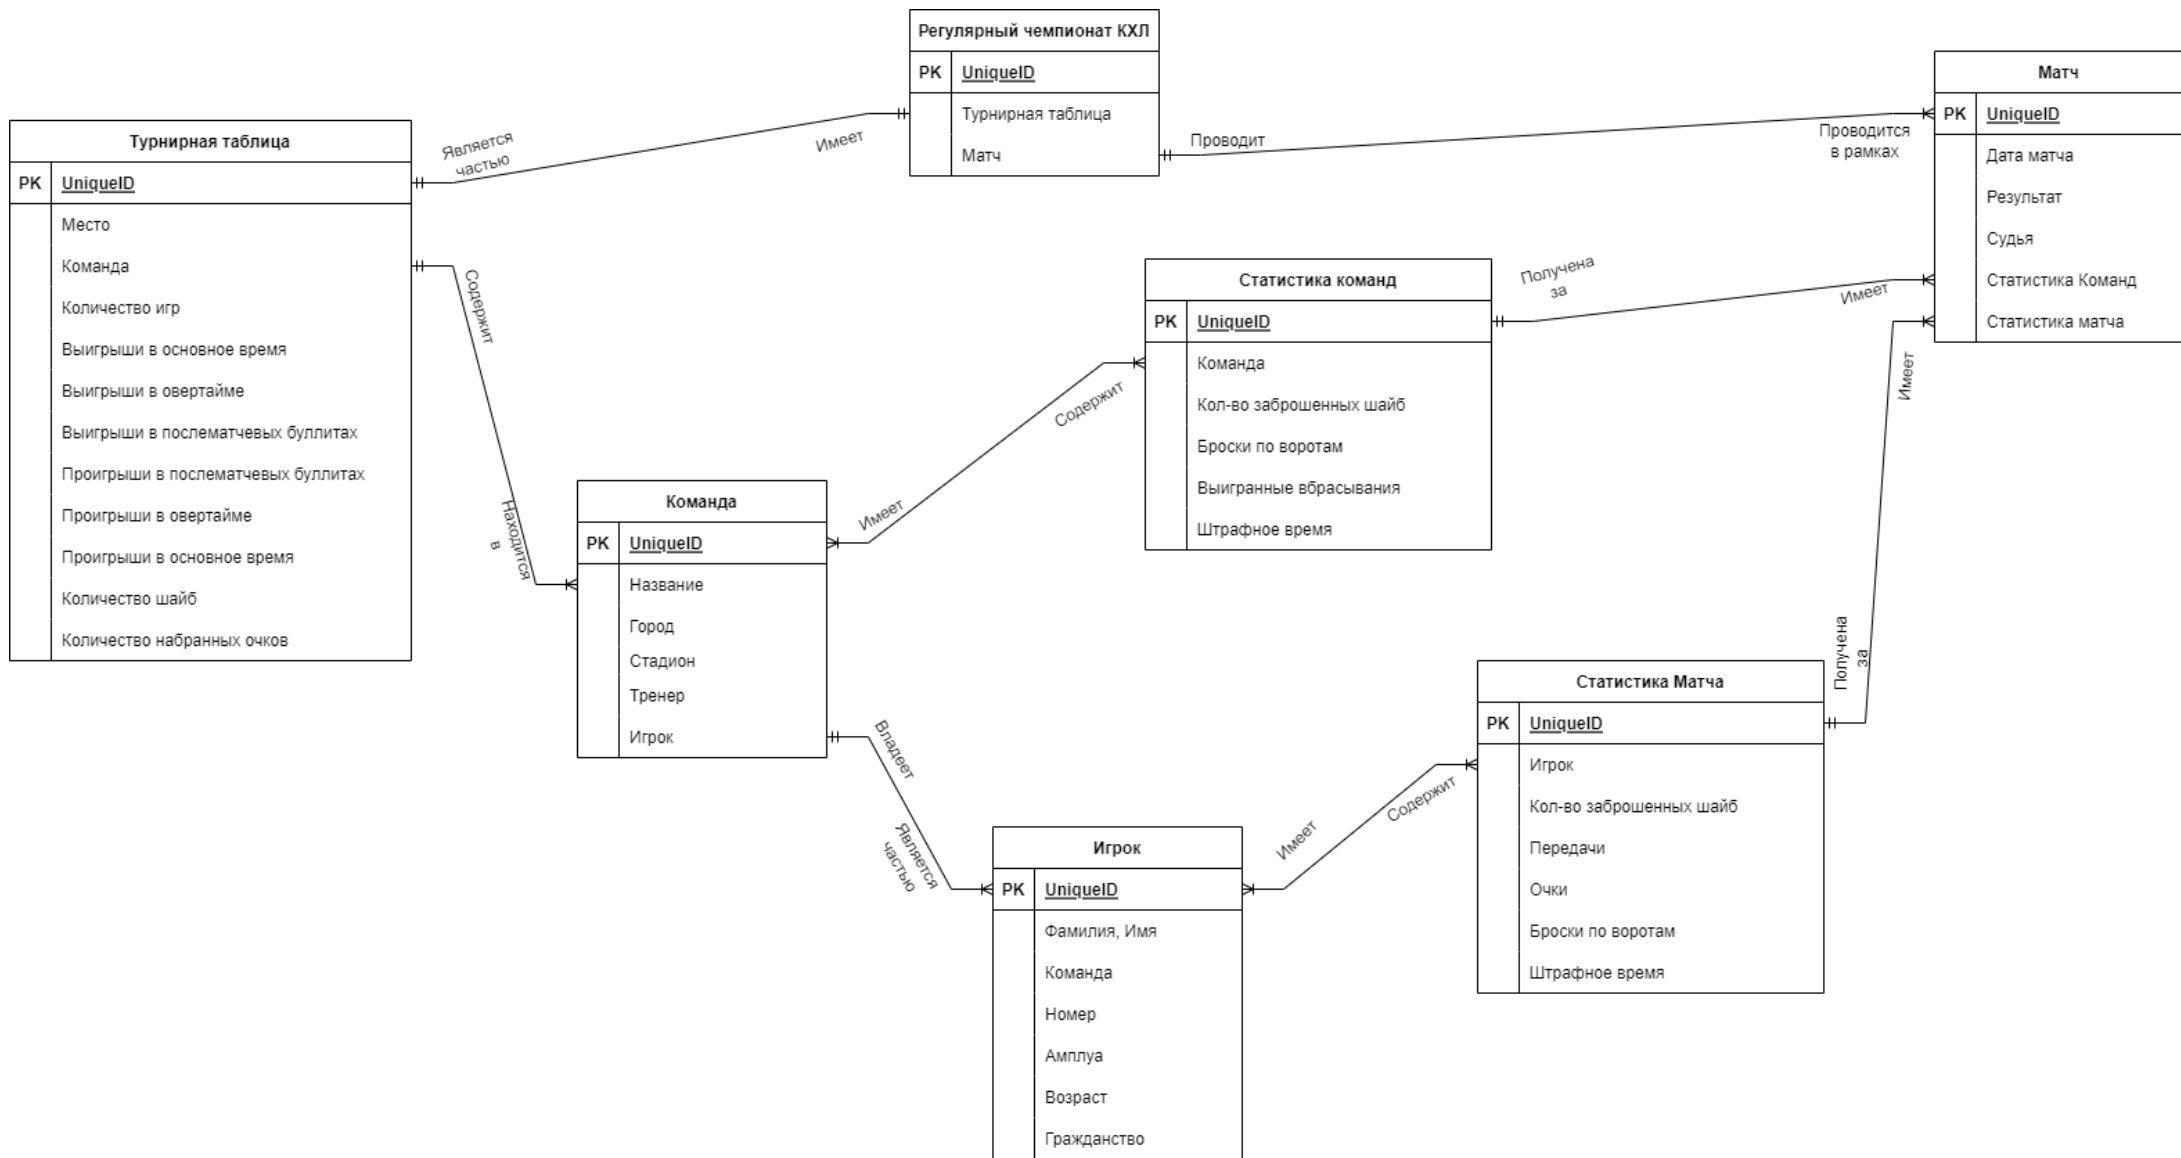 Регулярный чемпионат КХЛ
PK UniqueID
Турнирная таблица
Матч
Матч
PK UniqueID
Дата матча
Результат
Судья
Статистика Команд
Статистика матча
Турнирная таблица
PK UniqueID
Место
Команда
Количество игр
Выигрыши в основное время
Выигрыши в овертайме
Выигрыши в послематчевых буллитах
Проигрыши в послематчевых буллитах
Проигрыши в овертайме
Проигрыши в основное время
Количество шайб
Количество набранных очков
Является
частью
Имеет
Проводит
Проводится
в рамках
Содержит
Находится
в
Статистика команд
PK UniqueID
Команда
Кол-во заброшенных шайб
Броски по воротам
Выигранные вбрасывания
Штрафное время
Получена
за
Имеет
Имеет
Получена
за
Содержит
Имеет
Команда
PK UniqueID
Название
Город
Стадион
Тренер
Игрок
Владеет
Является
частью
Статистика Матча
PK UniqueID
Игрок
Кол-во заброшенных шайб
Передачи
Очки
Броски по воротам
Штрафное время
Содержит
Имеет
Игрок
PK UniqueID
Фамилия, Имя
Команда
Номер
Амплуа
Возраст
Гражданство